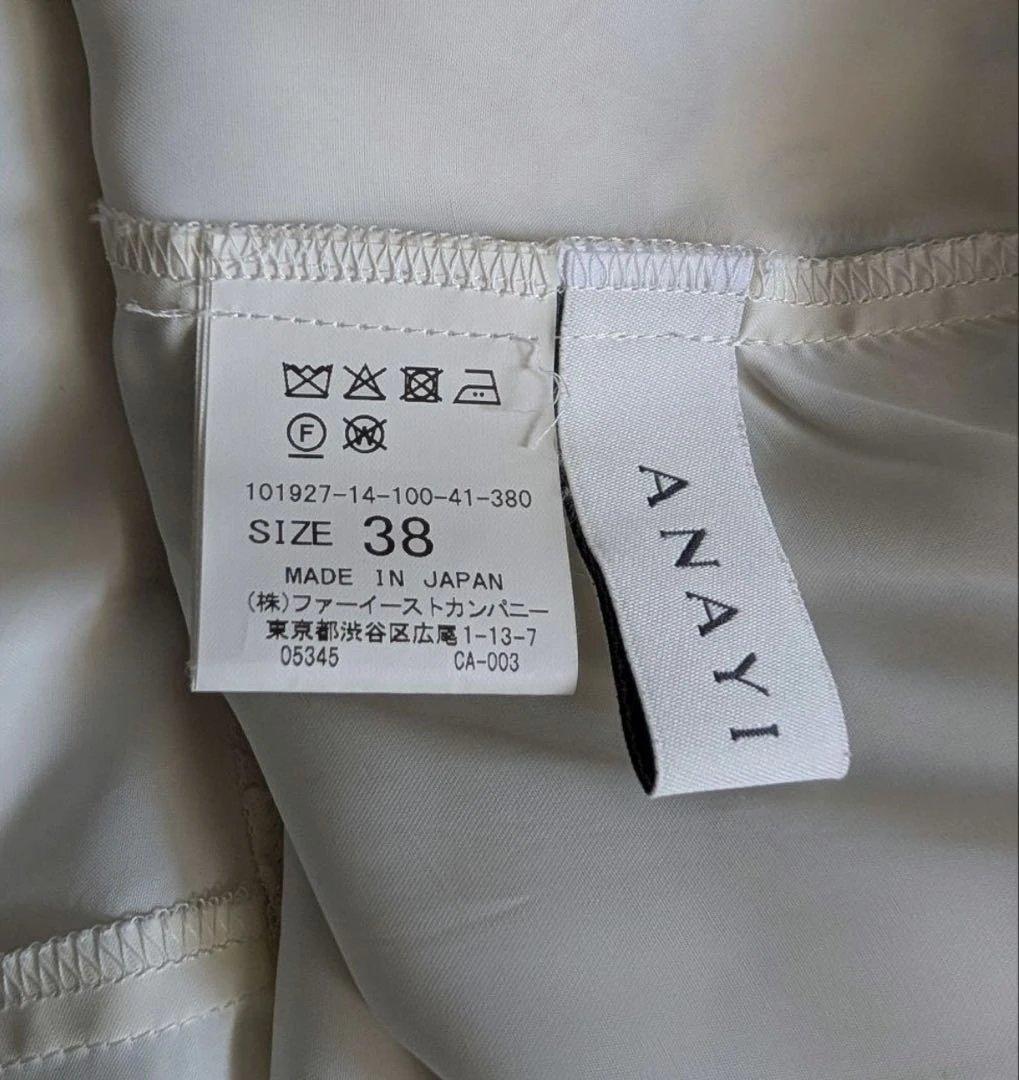 F W
101927-14-100-41-380
SIZE 38
MADE IN JAPAN
(株)ファーイーストカンパニー
東京都渋谷区広尾1-13-7
05345 CA-003
ANAYI